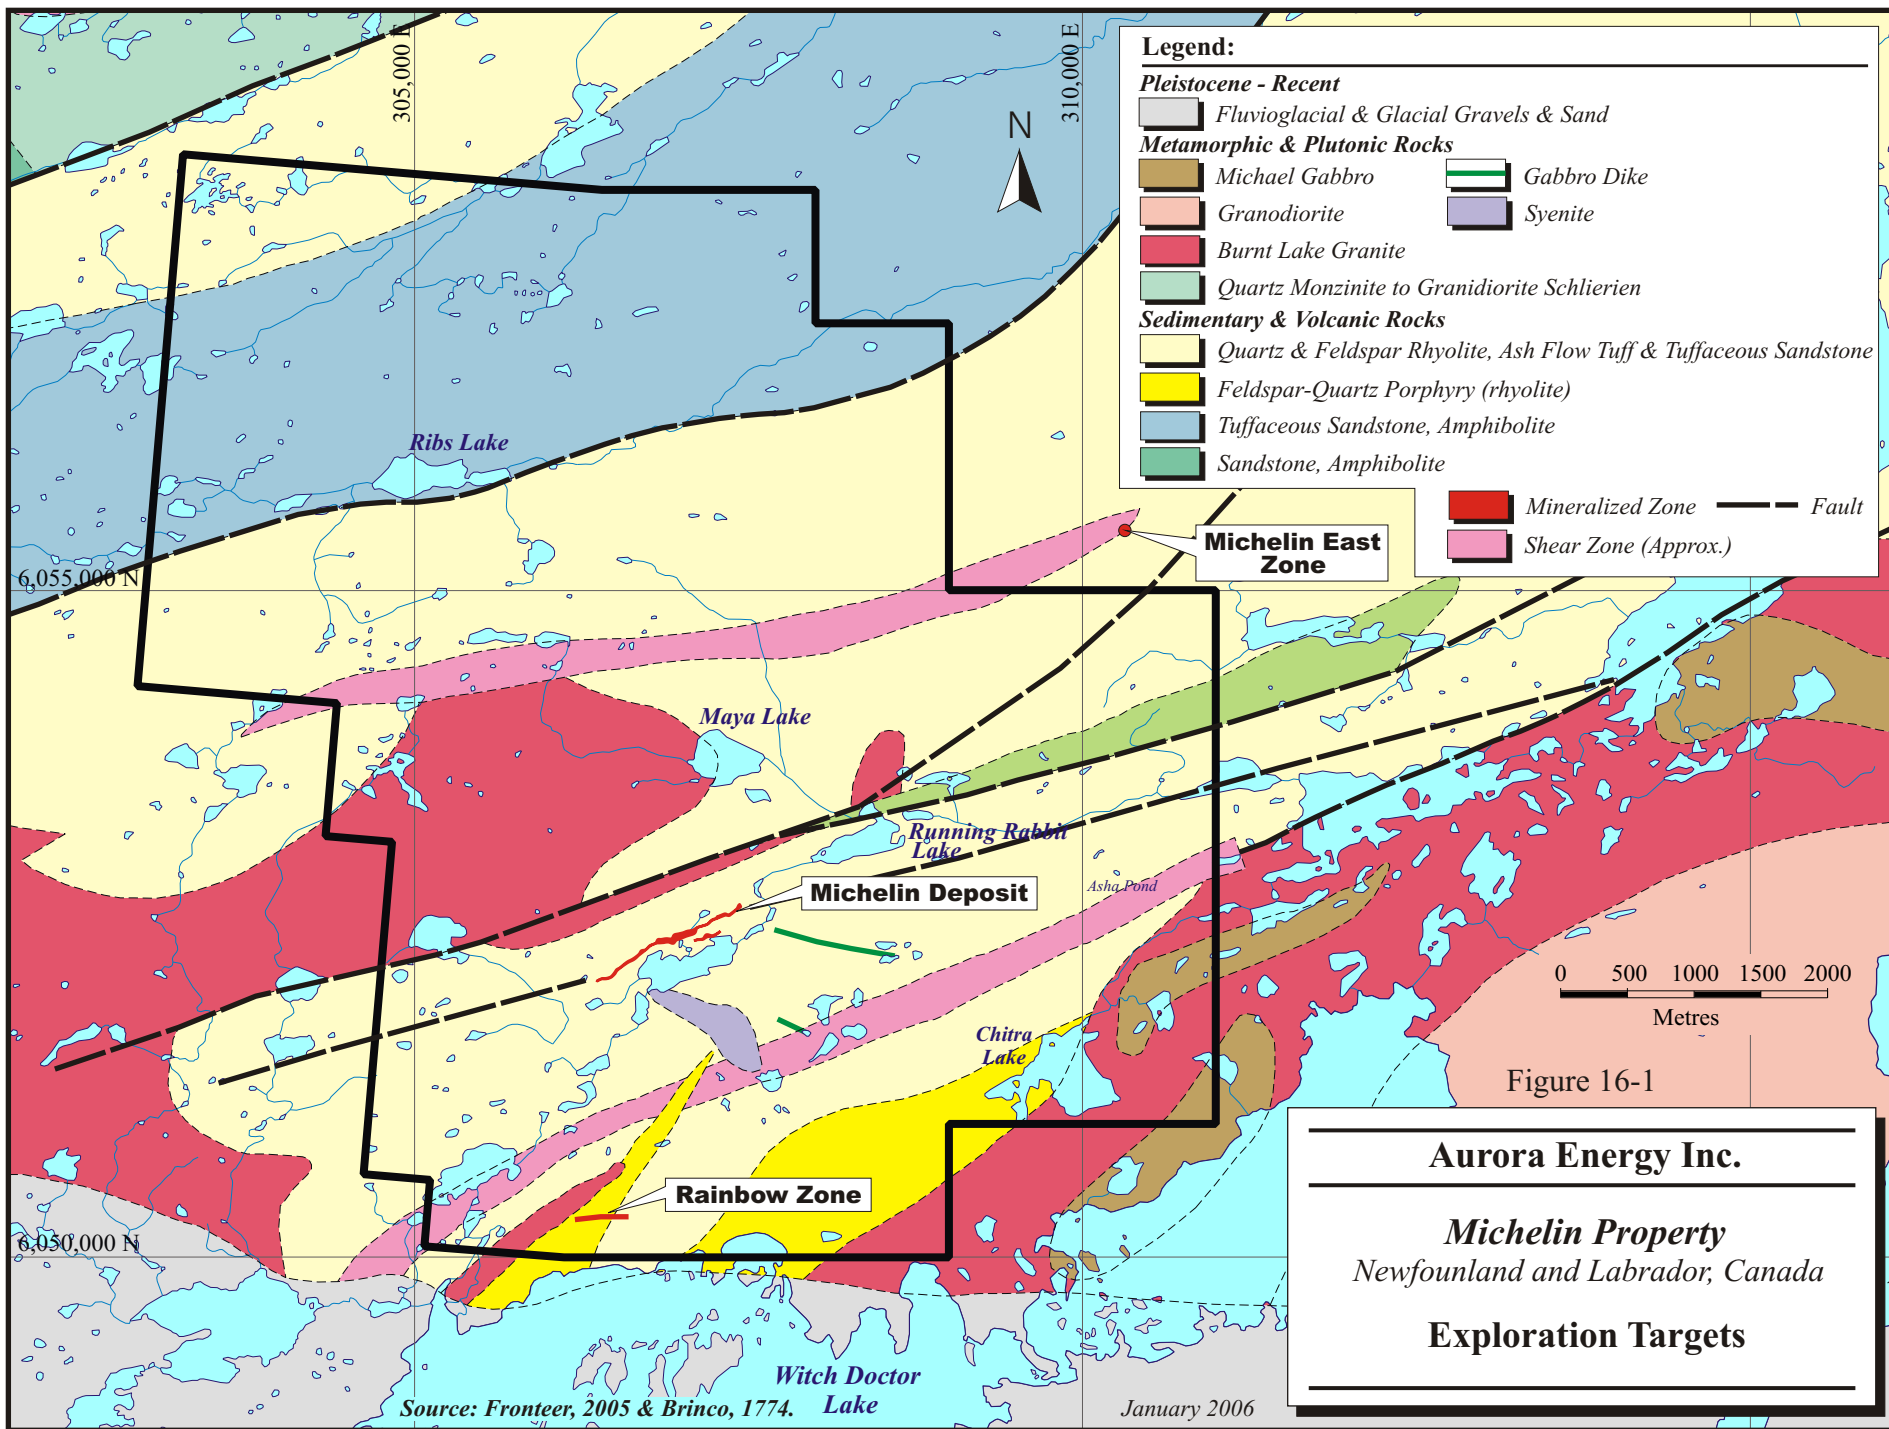 305,000 E
310,000 E
N
Legend:
Pleistocene - Recent
Fluvioglacial & Glacial Gravels & Sand
Metamorphic & Plutonic Rocks
Michael Gabbro
Gabbro Dike
Granodiorite
Syenite
Burnt Lake Granite
Quartz Monzinite to Granidiorite Schlierien
Sedimentary & Volcanic Rocks
Quartz & Feldspar Rhyolite, Ash Flow Tuff & Tuffaceous Sandstone
Feldspar-Quartz Porphyry (rhyolite)
Tuffaceous Sandstone, Amphibolite
Sandstone, Amphibolite
Mineralized Zone
Fault
Shear Zone (Approx.)
Ribs Lake
Michelin East
Zone
6,055,000 N
Maya Lake
Running Rabbit
Lake
Michelin Deposit
Asha Pond
Chitra
Lake
Rainbow Zone
6,050,000 N
0 500 1000 1500 2000
Metres
Figure 16-1
Aurora Energy Inc.
Michelin Property
Newfounland and Labrador, Canada
Exploration Targets
Witch Doctor
Lake
Source: Fronteer, 2005 & Brinco, 1774.
January 2006